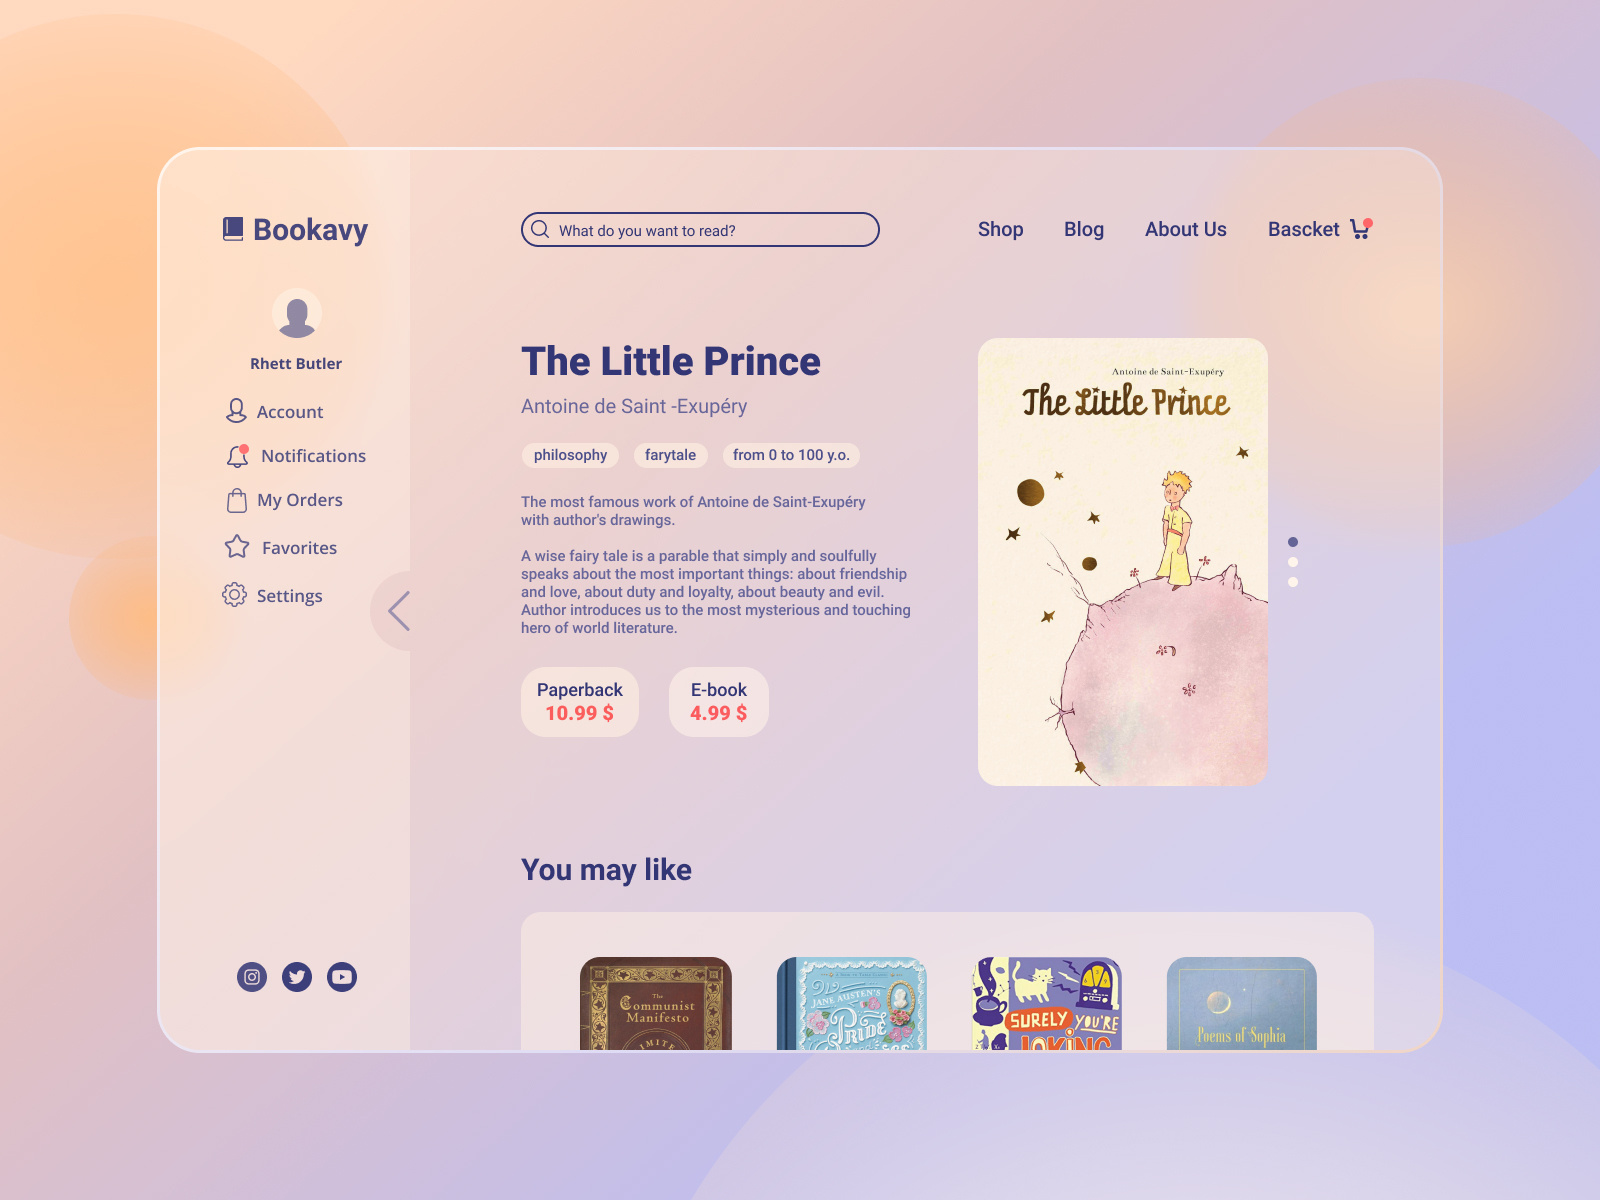 Bookavy
What do you want to read?
Shop
Blog
About Us
Bascket
Rhett Butler
Account
Notifications
My Orders
Favorites
Settings
The Little Prince
Antoine de Saint -Exupéry
philosophy
farytale
from 0 to 100 y.o.
The most famous work of Antoine de Saint-Exupéry
with author's drawings.
A wise fairy tale is a parable that simply and soulfully
speaks about the most important things: about friendship
and love, about duty and loyalty, about beauty and evil.
Author introduces us to the most mysterious and touching
hero of world literature.
Paperback
10.99 $
E-book
4.99 $
Antoine de Saint-Exupéry
The Little Prince
You may like
The
Communist
Manifesto
JANE AUSTEN'S
PRIDE
SURELY
YOU'RE
JOKING
Poems of Sophia